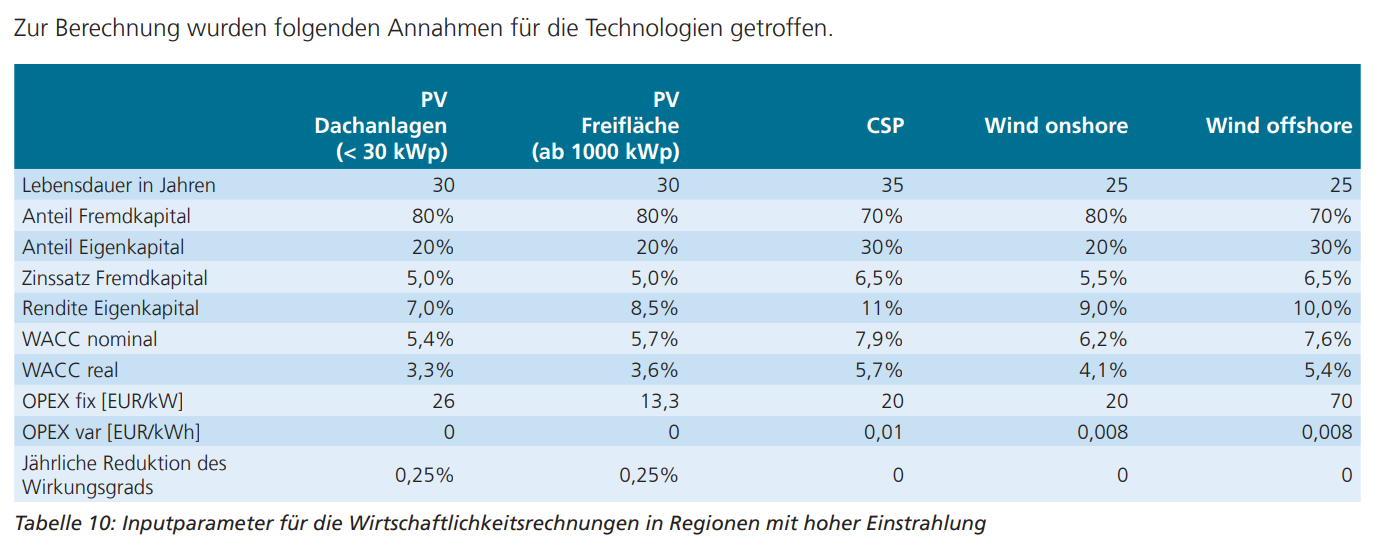 Zur Berechnung wurden folgenden Annahmen für die Technologien getroffen.
PV Dachanlagen (< 30 kWp) PV Freifläche (ab 1000 kWp) CSP Wind onshore Wind offshore
Lebensdauer in Jahren 30 30 35 25 25
Anteil Fremdkapital 80% 80% 70% 80% 70%
Anteil Eigenkapital 20% 20% 30% 20% 30%
Zinssatz Fremdkapital 5,0% 5,0% 6,5% 5,5% 6,5%
Rendite Eigenkapital 7,0% 8,5% 11% 9,0% 10,0%
WACC nominal 5,4% 5,7% 7,9% 6,2% 7,6%
WACC real 3,3% 3,6% 5,7% 4,1% 5,4%
OPEX fix [EUR/kW] 26 13,3 20 20 70
OPEX var [EUR/kWh] 0 0 0,01 0,008 0,008
Jährliche Reduktion des
Wirkungsgrads 0,25% 0,25% 0 0 0
Tabelle 10: Inputparameter für die Wirtschaftlichkeitsrechnungen in Regionen mit hoher Einstrahlung